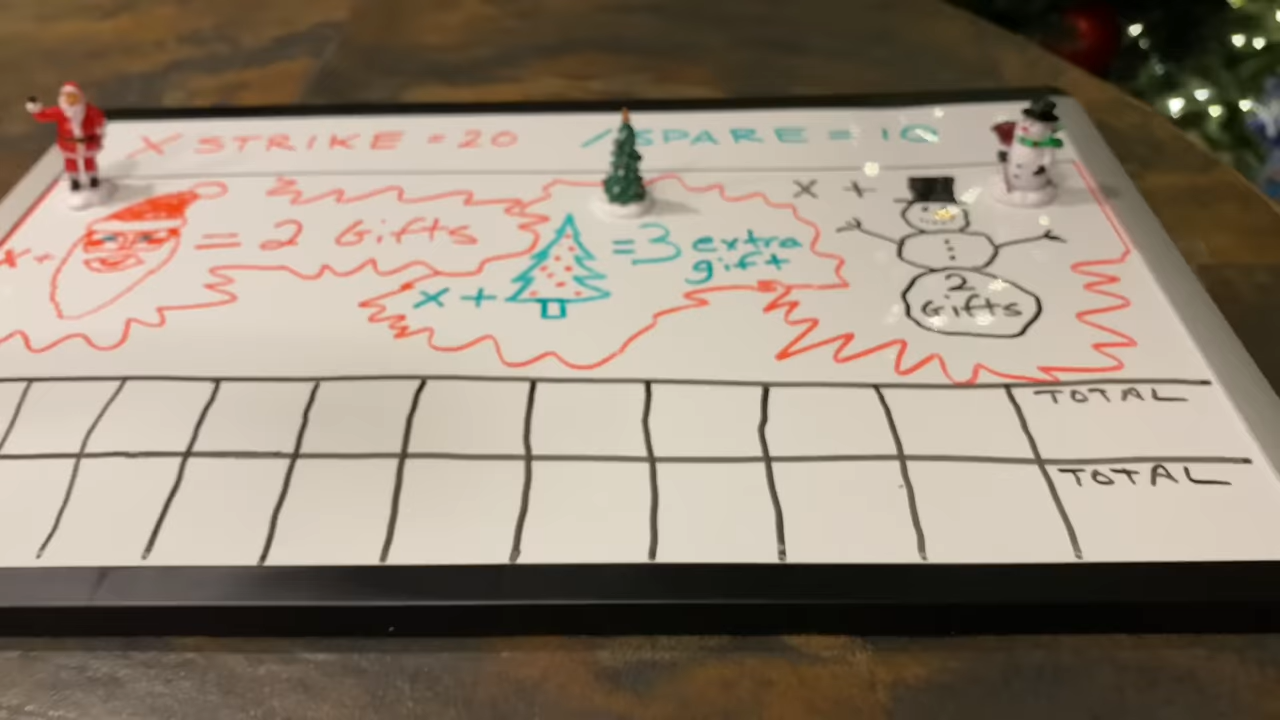 X STRIKE = 20
/ SPARE = 10
X+ = 2 Gifts
X + = 3 extra gift
X +
2 Gifts
TOTAL
TOTAL